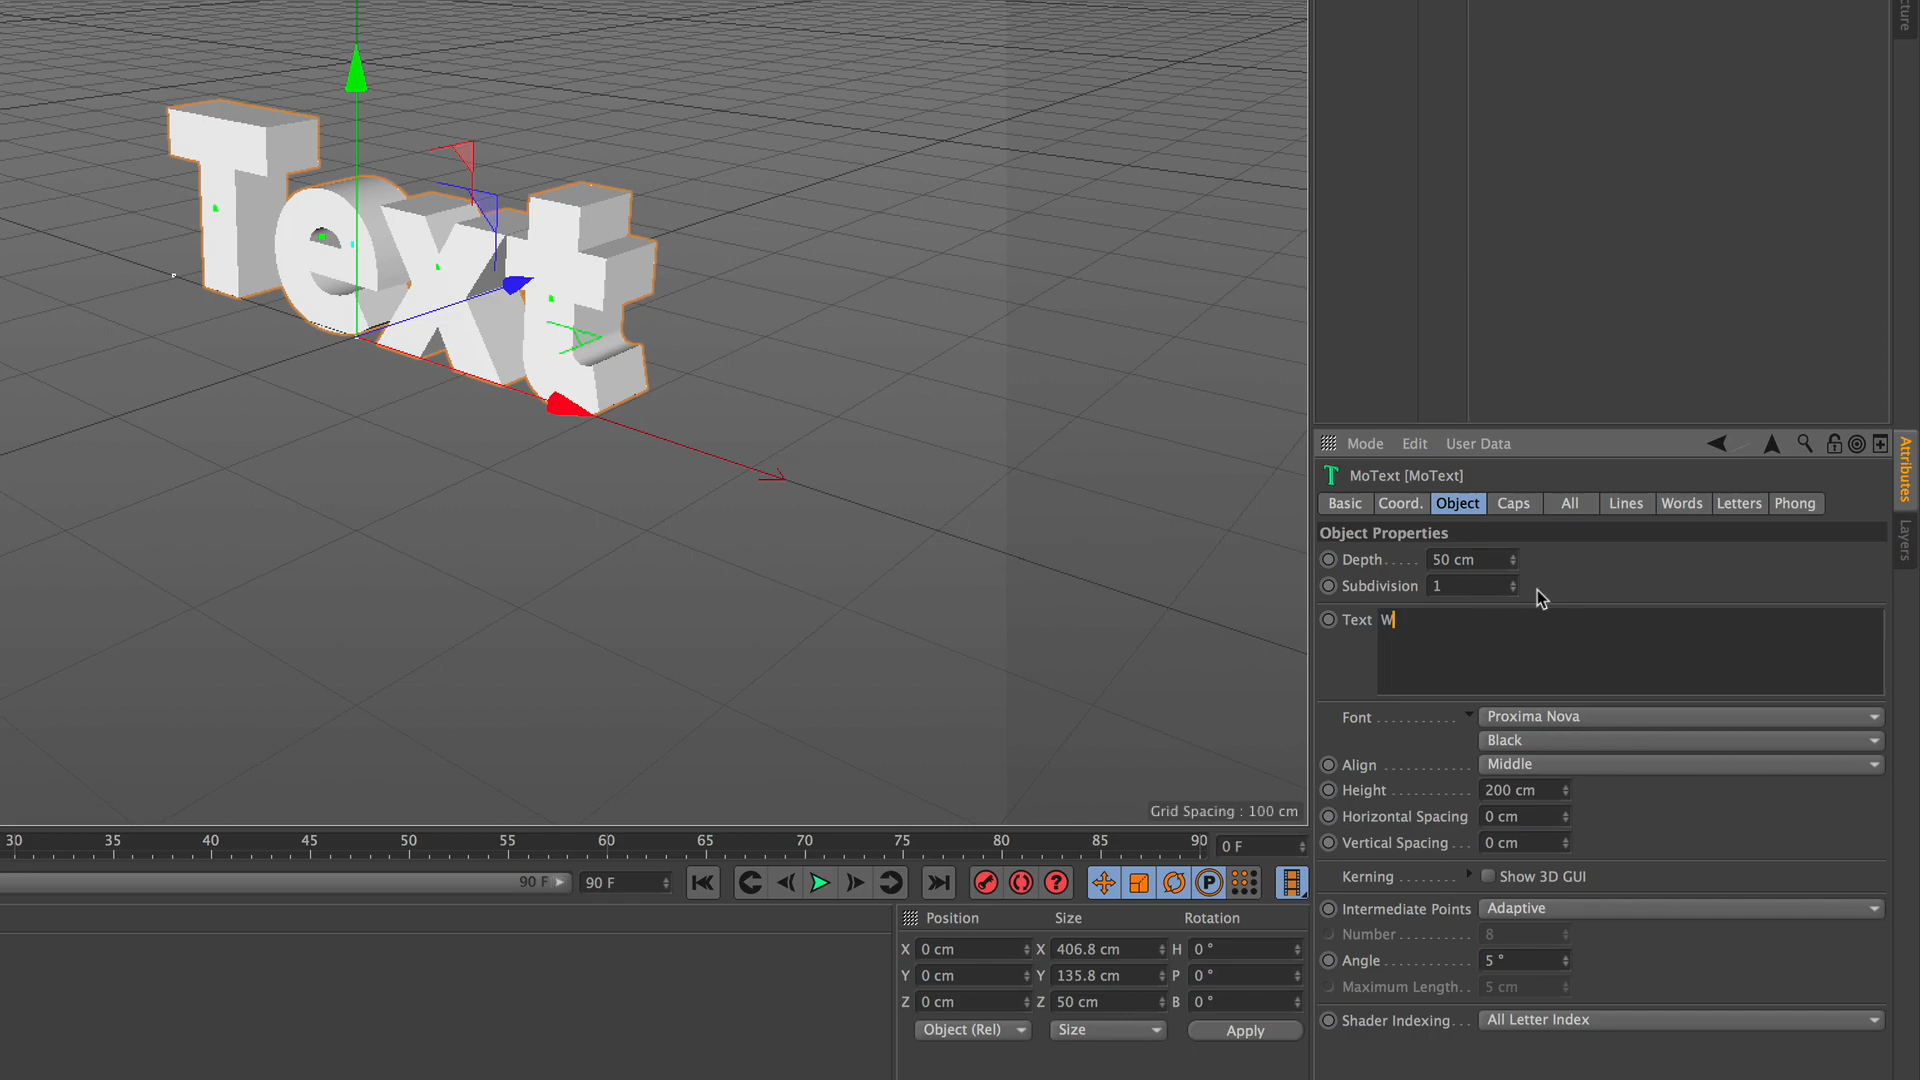 cture
Text
Mode Edit User Data
Attributes
Layers
MoText [MoText]
Basic Coord. Object Caps All Lines Words Letters Phong
Object Properties
Depth..... 50 cm
Subdivision 1
Text W
Font .......... Proxima Nova
Black
Align .......... Middle
Height .......... 200 cm
Horizontal Spacing 0 cm
Vertical Spacing... 0 cm
Kerning ........ Show 3D GUI
Intermediate Points Adaptive
Number......... 8
Angle........... 5 °
Maximum Length.. 5 cm
Shader Indexing... All Letter Index
Grid Spacing : 100 cm
30 35 40 45 50 55 60 65 70 75 80 85 90 0 F
90 F 90 F
P
Position Size Rotation
X 0 cm X 406.8 cm H 0 °
Y 0 cm Y 135.8 cm P 0 °
Z 0 cm Z 50 cm B 0 °
Object (Rel) Size Apply